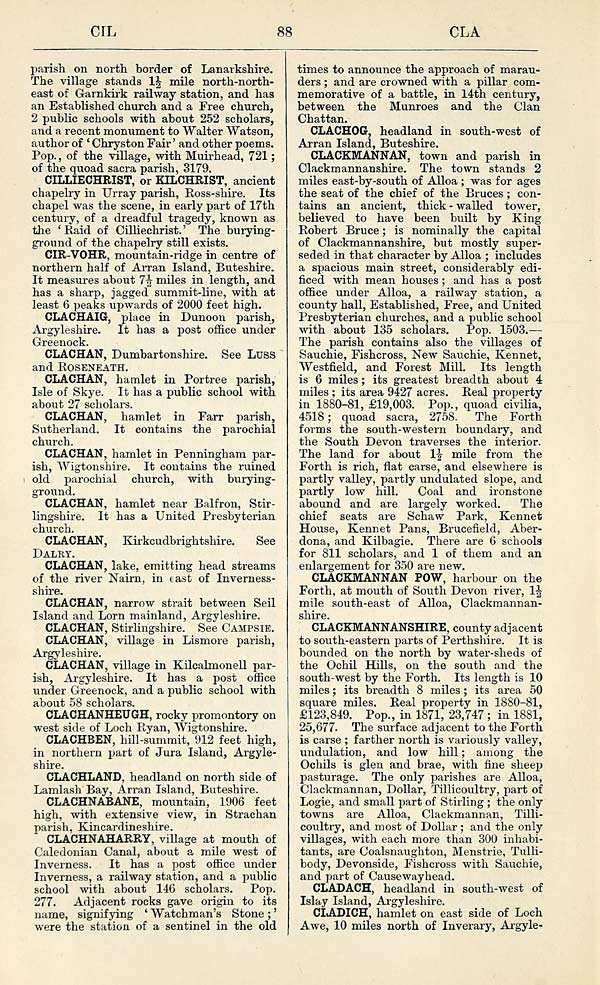 CIL 88 CLA
parish on north border of Lanarkshire.
The village stands 1½ mile north-north-
east of Garnkirk railway station, and has
an Established church and a Free church,
2 public schools with about 252 scholars,
and a recent monument to Walter Watson,
author of ‘Chryston Fair’ and other poems.
Pop., of the village, with Muirhead, 721;
of the quoad sacra parish, 3179.
CILLIECHRIST, or KILCHRIST, ancient
chapelry in Urray parish, Ross-shire. Its
chapel was the scene, in early part of 17th
century, of a dreadful tragedy, known as
the ‘Raid of Cilliechrist.’ The burying-
ground of the chapelry still exists.
CIR-VOHR, mountain-ridge in centre of
northern half of Arran Island, Buteshire.
It measures about 7½ miles in length, and
has a sharp, jagged summit-line, with at
least 6 peaks upwards of 2000 feet high.
CLACHAIG, place in Dunoon parish,
Argyleshire. It has a post office under
Greenock.
CLACHAN, Dumbartonshire. See LUSS
and ROSENEATH.
CLACHAN, hamlet in Portree parish,
Isle of Skye. It has a public school with
about 27 scholars.
CLACHAN, hamlet in Farr parish,
Sutherland. It contains the parochial
church.
CLACHAN, hamlet in Penningham par-
ish, Wigtonshire. It contains the ruined
old parochial church, with burying-
ground.
CLACHAN, hamlet near Balfron, Stir-
lingshire. It has a United Presbyterian
church.
CLACHAN, Kirkcudbrightshire. See
DALRY.
CLACHAN, lake, emitting head streams
of the river Nairn, in east of Inverness-
shire.
CLACHAN, narrow strait between Seil
Island and Lorn mainland, Argyleshire.
CLACHAN, Stirlingshire. See CAMPSIE.
CLACHAN, village in Lismore parish,
Argyleshire.
CLACHAN, village in Kilcalmonell par-
ish, Argyleshire. It has a post office
under Greenock, and a public school with
about 58 scholars.
CLACHANHEUGH, rocky promontory on
west side of Loch Ryan, Wigtonshire.
CLACHBEN, hill-summit, 912 feet high,
in northern part of Jura Island, Argyle-
shire.
CLACHLAND, headland on north side of
Lamlash Bay, Arran Island, Buteshire.
CLACHNABANE, mountain, 1906 feet
high, with extensive view, in Strachan
parish, Kincardineshire.
CLACHNAHARRY, village at mouth of
Caledonian Canal, about a mile west of
Inverness. It has a post office under
Inverness, a railway station, and a public
school with about 146 scholars. Pop.
277. Adjacent rocks gave origin to its
name, signifying ‘Watchman's Stone;’
were the station of a sentinel in the old
times to announce the approach of marau-
ders; and are crowned with a pillar com-
memorative of a battle, in 14th century,
between the Munroes and the Clan
Chattan.
CLACHOG, headland in south-west of
Arran Island, Buteshire.
CLACKMANNAN, town and parish in
Clackmannanshire. The town stands 2
miles east-by-south of Alloa; was for ages
the seat of the chief of the Bruces; con-
tains an ancient, thick-walled tower,
believed to have been built by King
Robert Bruce; is nominally the capital
of Clackmannanshire, but mostly super-
seded in that character by Alloa; includes
a spacious main street, considerably edi-
ficed with mean houses; and has a post
office under Alloa, a railway station, a
county hall, Established, Free, and United
Presbyterian churches, and a public school
with about 135 scholars. Pop. 1503.—
The parish contains also the villages of
Sauchie, Fishcross, New Sauchie, Kennet,
Westfield, and Forest Mill. Its length
is 6 miles; its greatest breadth about 4
miles; its area 9427 acres. Real property
in 1880-81, £19,003. Pop., quoad civilia,
4518; quoad sacra, 2758. The Forth
forms the south-western boundary, and
the South Devon traverses the interior.
The land for about 1½ mile from the
Forth is rich, flat carse, and elsewhere is
partly valley, partly undulated slope, and
partly low hill. Coal and ironstone
abound and are largely worked. The
chief seats are Schaw Park, Kennet
House, Kennet Pans, Brucefield, Aber-
dona, and Kilbagie. There are 6 schools
for 811 scholars, and 1 of them and an
enlargement for 350 are new.
CLACKMANNAN POW, harbour on the
Forth, at mouth of South Devon river, 1½
mile south-east of Alloa, Clackmannan-
shire.
CLACKMANNANSHIRE, county adjacent
to south-eastern parts of Perthshire. It is
bounded on the north by water-sheds of
the Ochil Hills, on the south and the
south-west by the Forth. Its length is 10
miles; its breadth 8 miles; its area 50
square miles. Real property in 1880-81,
£123,849. Pop., in 1871, 23,747; in 1881,
25,677. The surface adjacent to the Forth
is carse; farther north is variously valley,
undulation, and low hill; among the
Ochils is glen and brae, with fine sheep
pasturage. The only parishes are Alloa,
Clackmannan, Dollar, Tillicoultry, part of
Logie, and small part of Stirling; the only
towns are Alloa, Clackmannan, Tilli-
coultry, and most of Dollar; and the only
villages, with each more than 300 inhabi-
tants, are Coalsnaughton, Menstrie, Tulli-
body, Devonside, Fishcross with Sauchie,
and part of Causewayhead.
CLADACH, headland in south-west of
Islay Island, Argyleshire.
CLADICH, hamlet on east side of Loch
Awe, 10 miles north of Inverary, Argyle-